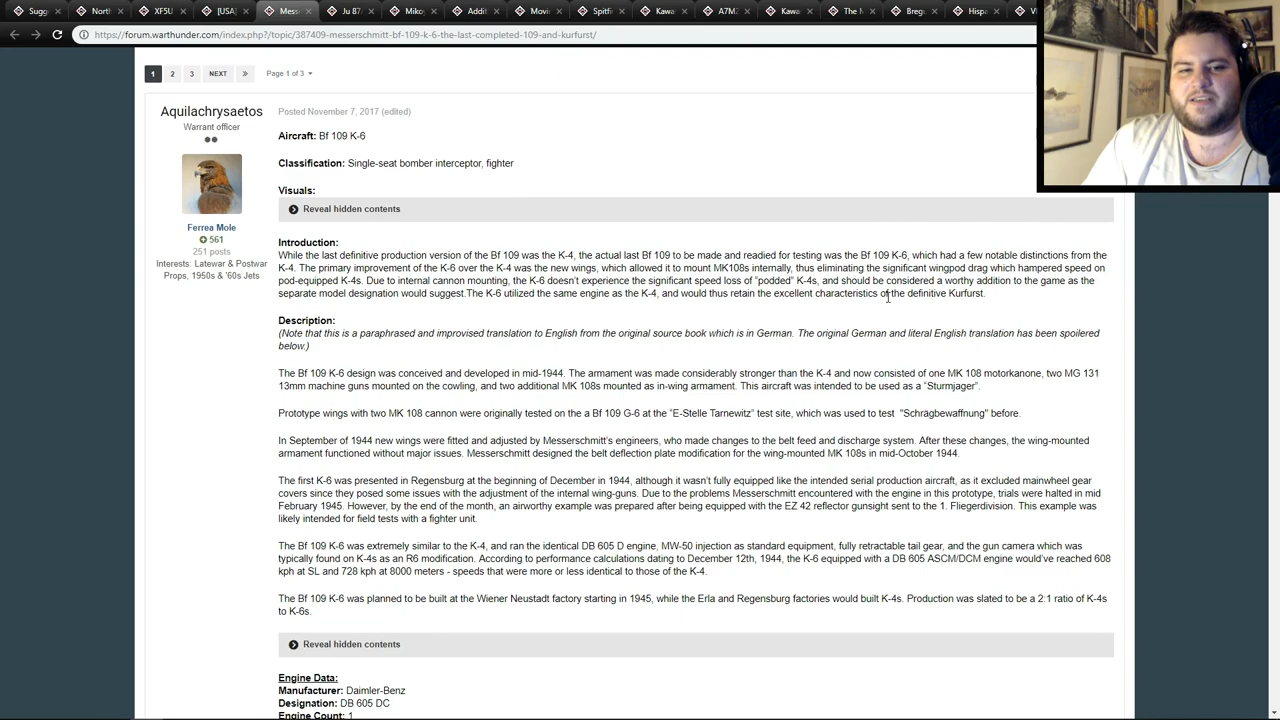 Sugg
Nort
XF5U
[USA]
Mess
Ju 87
Miko
Addit
Movin
Spitfi
Kawa
A7M2
Kawa
The M
Breg
Hispa
https://forum.warthunder.com/index.php?/topic/387409-messerschmitt-bf-109-k-6-the-last-completed-109-and-kurfurst/
1 2 3 NEXT » Page 1 of 3
Aquilachrysaetos
Warrant officer
Ferrea Mole
561
251 posts
Interests: Latewar & Postwar
Props, 1950s & '60s Jets
Posted November 7, 2017 (edited)
Aircraft: Bf 109 K-6
Classification: Single-seat bomber interceptor, fighter
Visuals:
Reveal hidden contents
Introduction:
While the last definitive production version of the Bf 109 was the K-4, the actual last Bf 109 to be made and readied for testing was the Bf 109 K-6, which had a few notable distinctions from the
K-4. The primary improvement of the K-6 over the K-4 was the new wings, which allowed it to mount MK108s internally, thus eliminating the significant wingpod drag which hampered speed on
pod-equipped K-4s. Due to internal cannon mounting, the K-6 doesn't experience the significant speed loss of "podded" K-4s, and should be considered a worthy addition to the game as the
separate model designation would suggest.The K-6 utilized the same engine as the K-4, and would thus retain the excellent characteristics of the definitive Kurfurst.
Description:
(Note that this is a paraphrased and improvised translation to English from the original source book which is in German. The original German and literal English translation has been spoilered
below.)
The Bf 109 K-6 design was conceived and developed in mid-1944. The armament was made considerably stronger than the K-4 and now consisted of one MK 108 motorkanone, two MG 131
13mm machine guns mounted on the cowling, and two additional MK 108s mounted as in-wing armament. This aircraft was intended to be used as a "Sturmjager".
Prototype wings with two MK 108 cannon were originally tested on the a Bf 109 G-6 at the "E-Stelle Tarnewitz" test site, which was used to test "Schrägbewaffnung" before.
In September of 1944 new wings were fitted and adjusted by Messerschmitt's engineers, who made changes to the belt feed and discharge system. After these changes, the wing-mounted
armament functioned without major issues. Messerschmitt designed the belt deflection plate modification for the wing-mounted MK 108s in mid-October 1944.
The first K-6 was presented in Regensburg at the beginning of December in 1944, although it wasn't fully equipped like the intended serial production aircraft, as it excluded mainwheel gear
covers since they posed some issues with the adjustment of the internal wing-guns. Due to the problems Messerschmitt encountered with the engine in this prototype, trials were halted in mid
February 1945. However, by the end of the month, an airworthy example was prepared after being equipped with the EZ 42 reflector gunsight sent to the 1. Fliegerdivision. This example was
likely intended for field tests with a fighter unit.
The Bf 109 K-6 was extremely similar to the K-4, and ran the identical DB 605 D engine, MW-50 injection as standard equipment, fully retractable tail gear, and the gun camera which was
typically found on K-4s as an R6 modification. According to performance calculations dating to December 12th, 1944, the K-6 equipped with a DB 605 ASCM/DCM engine would've reached 608
kph at SL and 728 kph at 8000 meters - speeds that were more or less identical to those of the K-4.
The Bf 109 K-6 was planned to be built at the Wiener Neustadt factory starting in 1945, while the Erla and Regensburg factories would built K-4s. Production was slated to be a 2:1 ratio of K-4s
to K-6s.
Reveal hidden contents
Engine Data:
Manufacturer: Daimler-Benz
Designation: DB 605 DC
Engine Count: 1